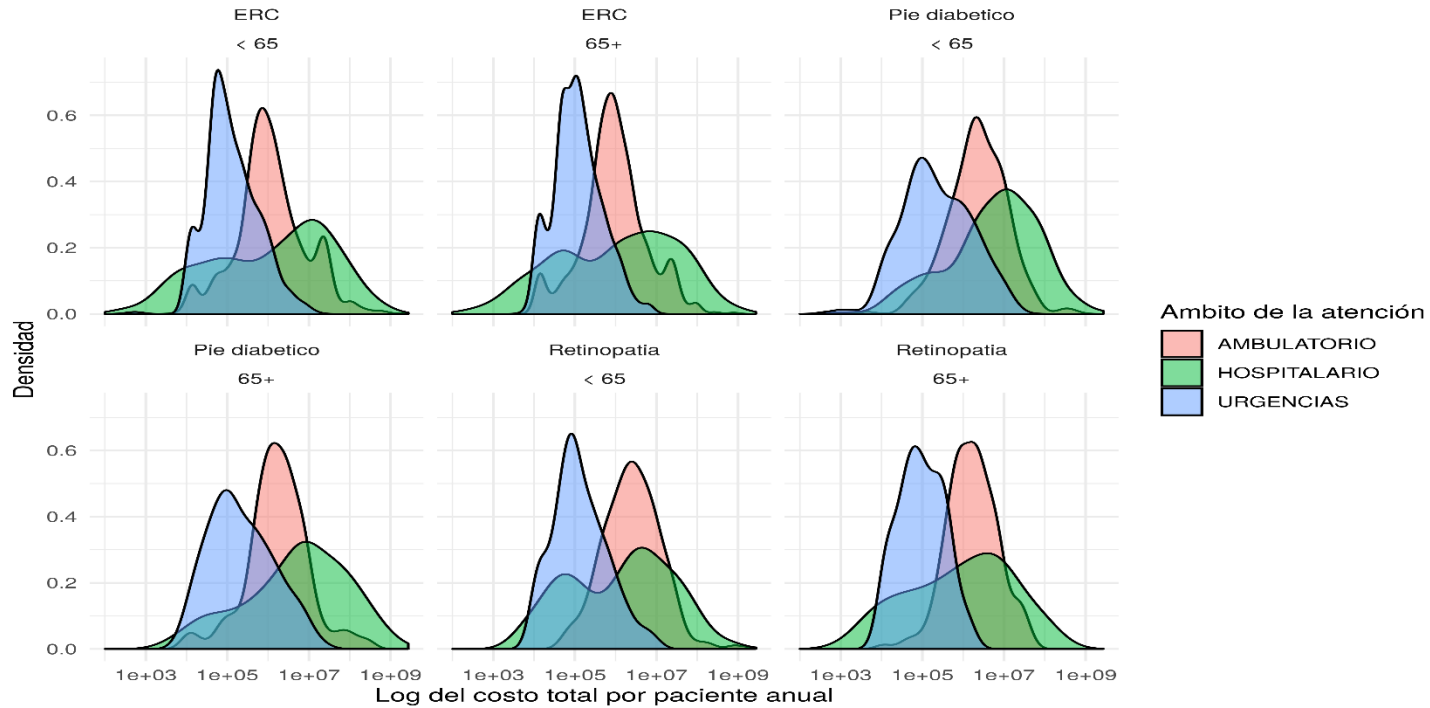 ERC
< 65
ERC
65+
Pie diabetico
< 65
0.6
0.4
0.2
0.0
Densidad
Pie diabetico
65+
Retinopatia
< 65
Retinopatia
65+
0.6
0.4
0.2
0.0
1e+03 1e+05 1e+07 1e+09
1e+03 1e+05 1e+07 1e+09
1e+03 1e+05 1e+07 1e+09
Log del costo total por paciente anual
Ambito de la atención
AMBULATORIO
HOSPITALARIO
URGENCIAS